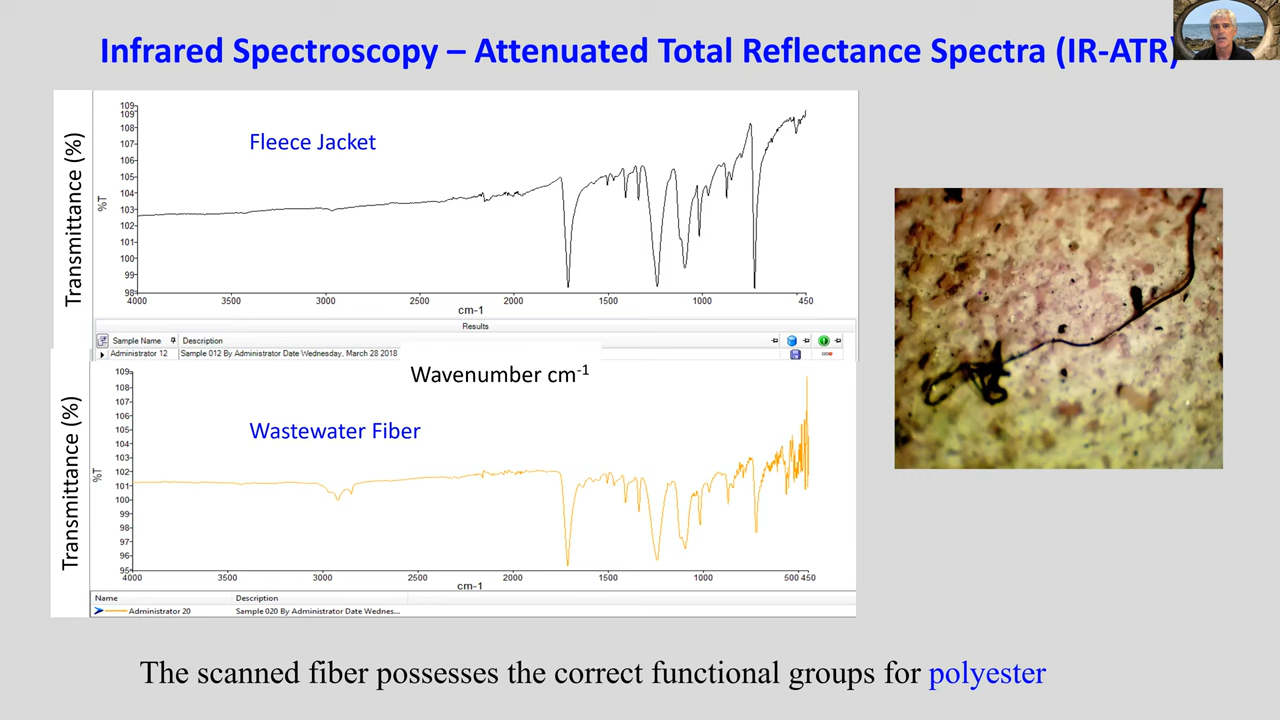 Infrared Spectroscopy – Attenuated Total Reflectance Spectra (IR-ATR)
Transmittance (%)
%T
109
109
108
107
106
105
104
103
102
101
100
99
98
Fleece Jacket
4000 3500 3000 2500 2000 1500 1000 450
cm-1
Results
Sample Name Description
Administrator 12 Sample 012 By Administrator Date Wednesday, March 28 2018
Wavenumber cm-1
Transmittance (%)
%T
109
108
107
106
105
104
103
102
101
100
99
98
97
96
95
Wastewater Fiber
4000 3500 3000 2500 2000 1500 1000 500 450
cm-1
Name Description
Administrator 20 Sample 020 By Administrator Date Wednes...
The scanned fiber possesses the correct functional groups for polyester